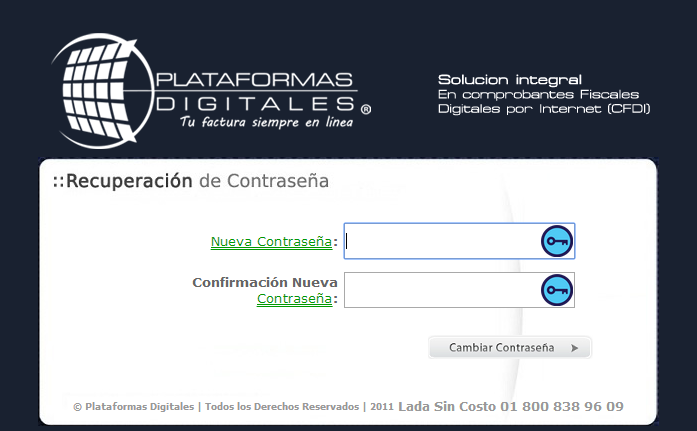 PLATAFORMAS
DIGITALES®
Tu factura siempre en línea
Solucion integral
En comprobantes Fiscales
Digitales por Internet (CFDI)
::Recuperación de Contraseña
Nueva Contraseña:
Confirmación Nueva
Contraseña:
Cambiar Contraseña
© Plataformas Digitales | Todos los Derechos Reservados | 2011 Lada Sin Costo 01 800 838 96 09